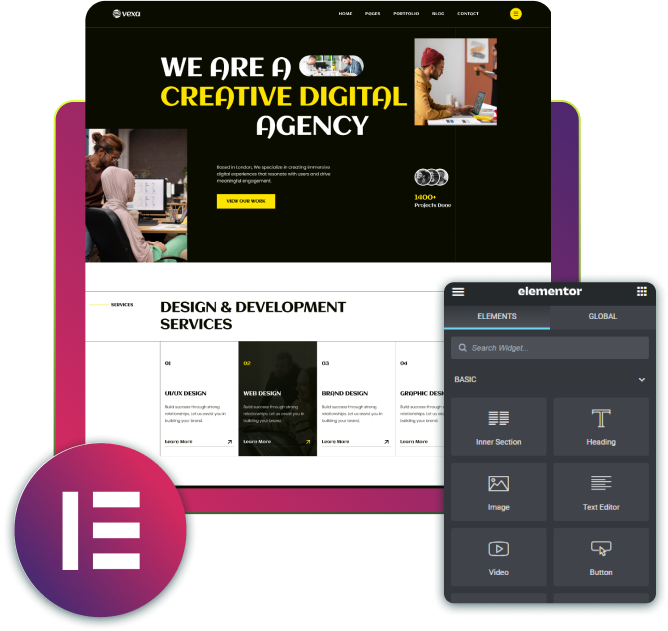 vexa
HOME PAGES PORTFOLIO BLOG CONTACT
WE ARE A
CREATIVE DIGITAL
AGENCY
Based in London, We specialize in creating immersive
digital experiences that resonate with users and drive
meaningful engagement.
VIEW OUR WORK
1400+
Projects Done
SERVICES
DESIGN & DEVELOPMENT
SERVICES
01
UI/UX DESIGN
Build success through strong
relationships. Let us assist you in
building your brand.
Learn More
02
WEB DESIGN
Build success through strong
relationships. Let us assist you in
building your brand.
Learn More
03
BRAND DESIGN
Build success through strong
relationships. Let us assist you in
building your brand.
Learn More
04
GRAPHIC DESI
Build success through
relationships. Let us
building your brand.
Learn More
elementor
ELEMENTS GLOBAL
Search Widget...
BASIC
Inner Section Heading
Image Text Editor
Video Button